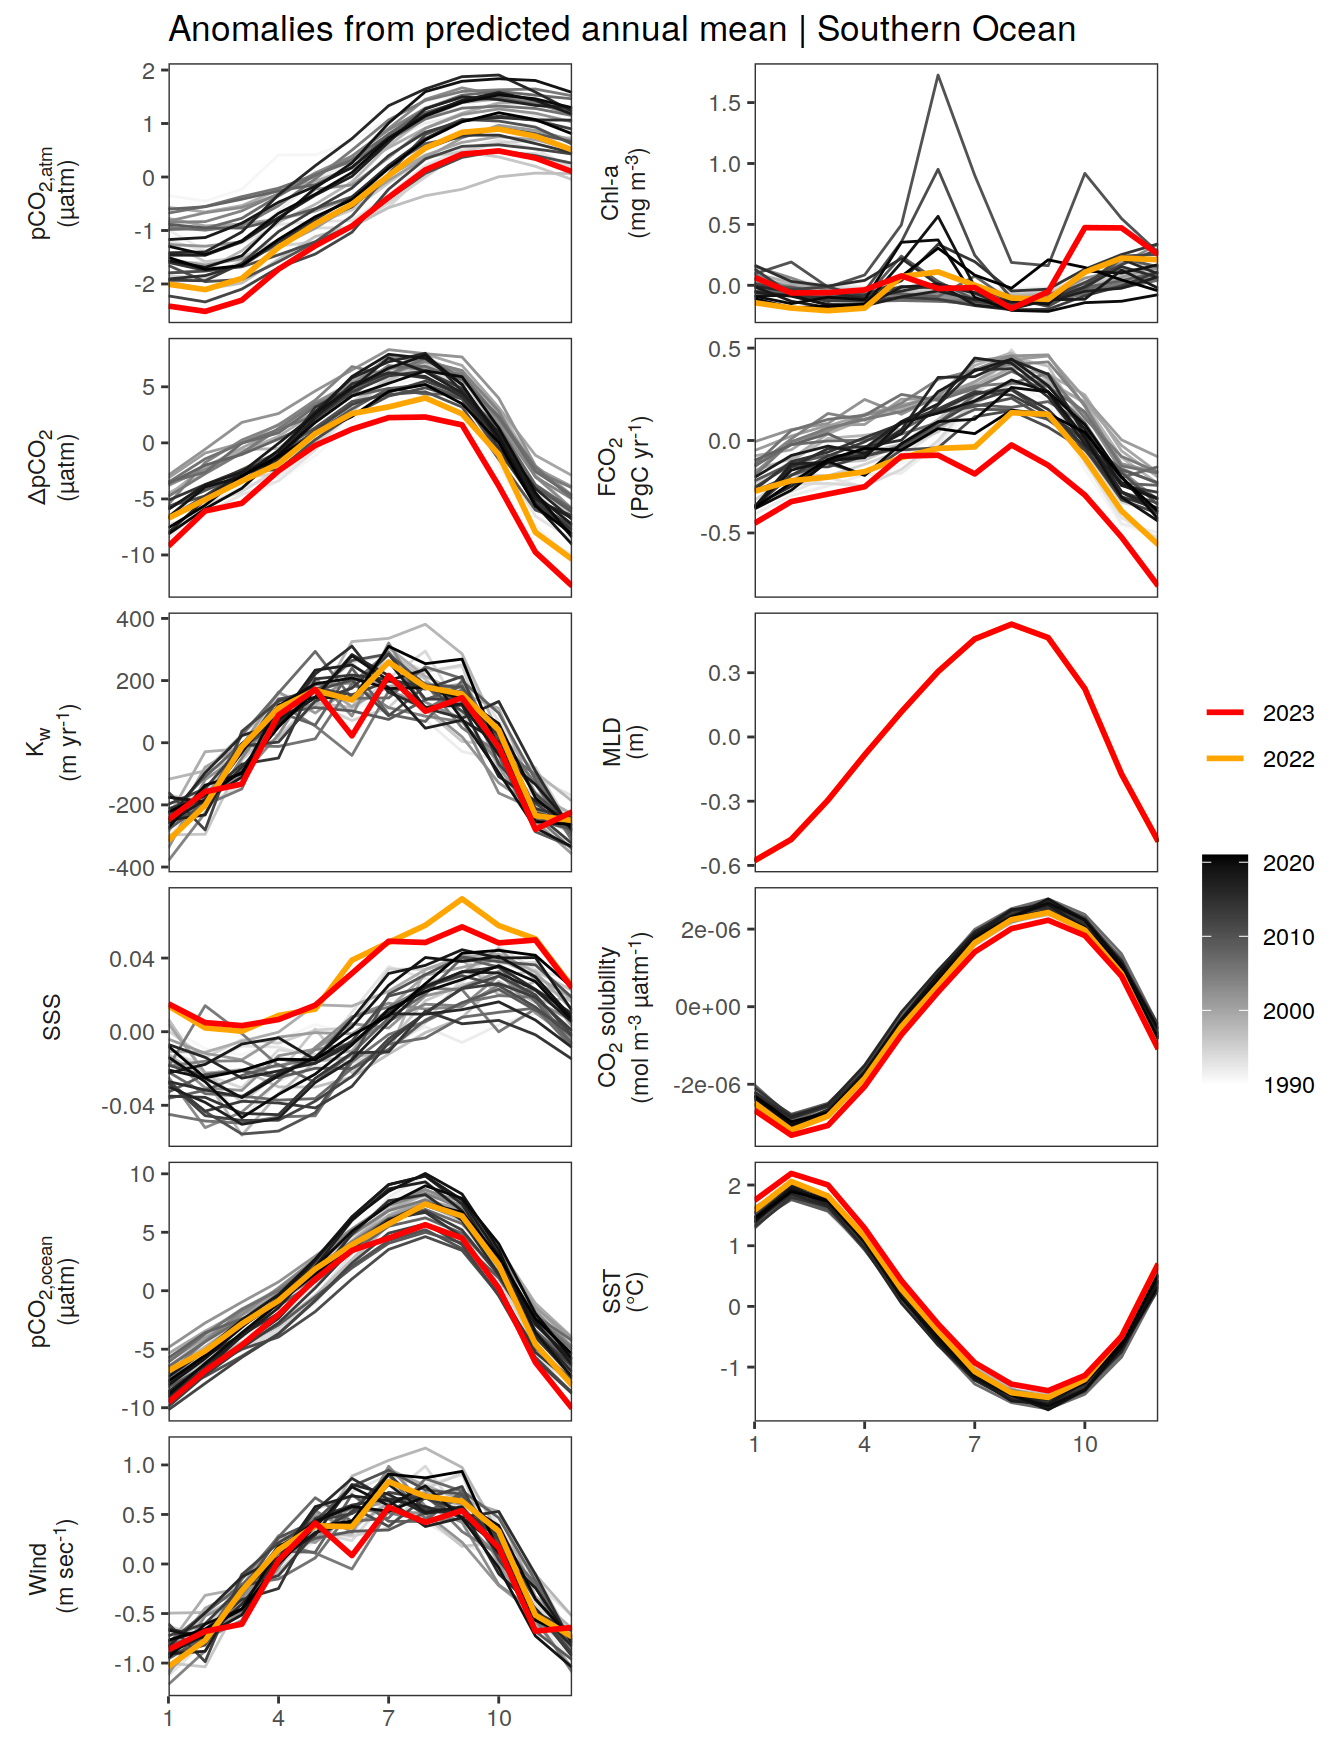 Anomalies from predicted annual mean | Southern Ocean
pCO2,atm
(µatm)
2
1
0
-1
-2
Chl-a
(mg m-3)
1.5
1.0
0.5
0.0
ΔpCO2
(µatm)
5
0
-5
-10
FCO2
(PgC yr-1)
0.5
0.0
-0.5
Kw
(m yr-1)
400
200
0
-200
-400
MLD
(m)
0.3
0.0
-0.3
-0.6
SSS
0.04
0.00
-0.04
CO2 solubility
(mol m-3 µatm-1)
2e-06
0e+00
-2e-06
pCO2,ocean
(µatm)
10
5
0
-5
-10
SST
(°C)
2
1
0
-1
1 4 7 10
Wind
(m sec-1)
1.0
0.5
0.0
-0.5
-1.0
1 4 7 10
2023
2022
2020
2010
2000
1990